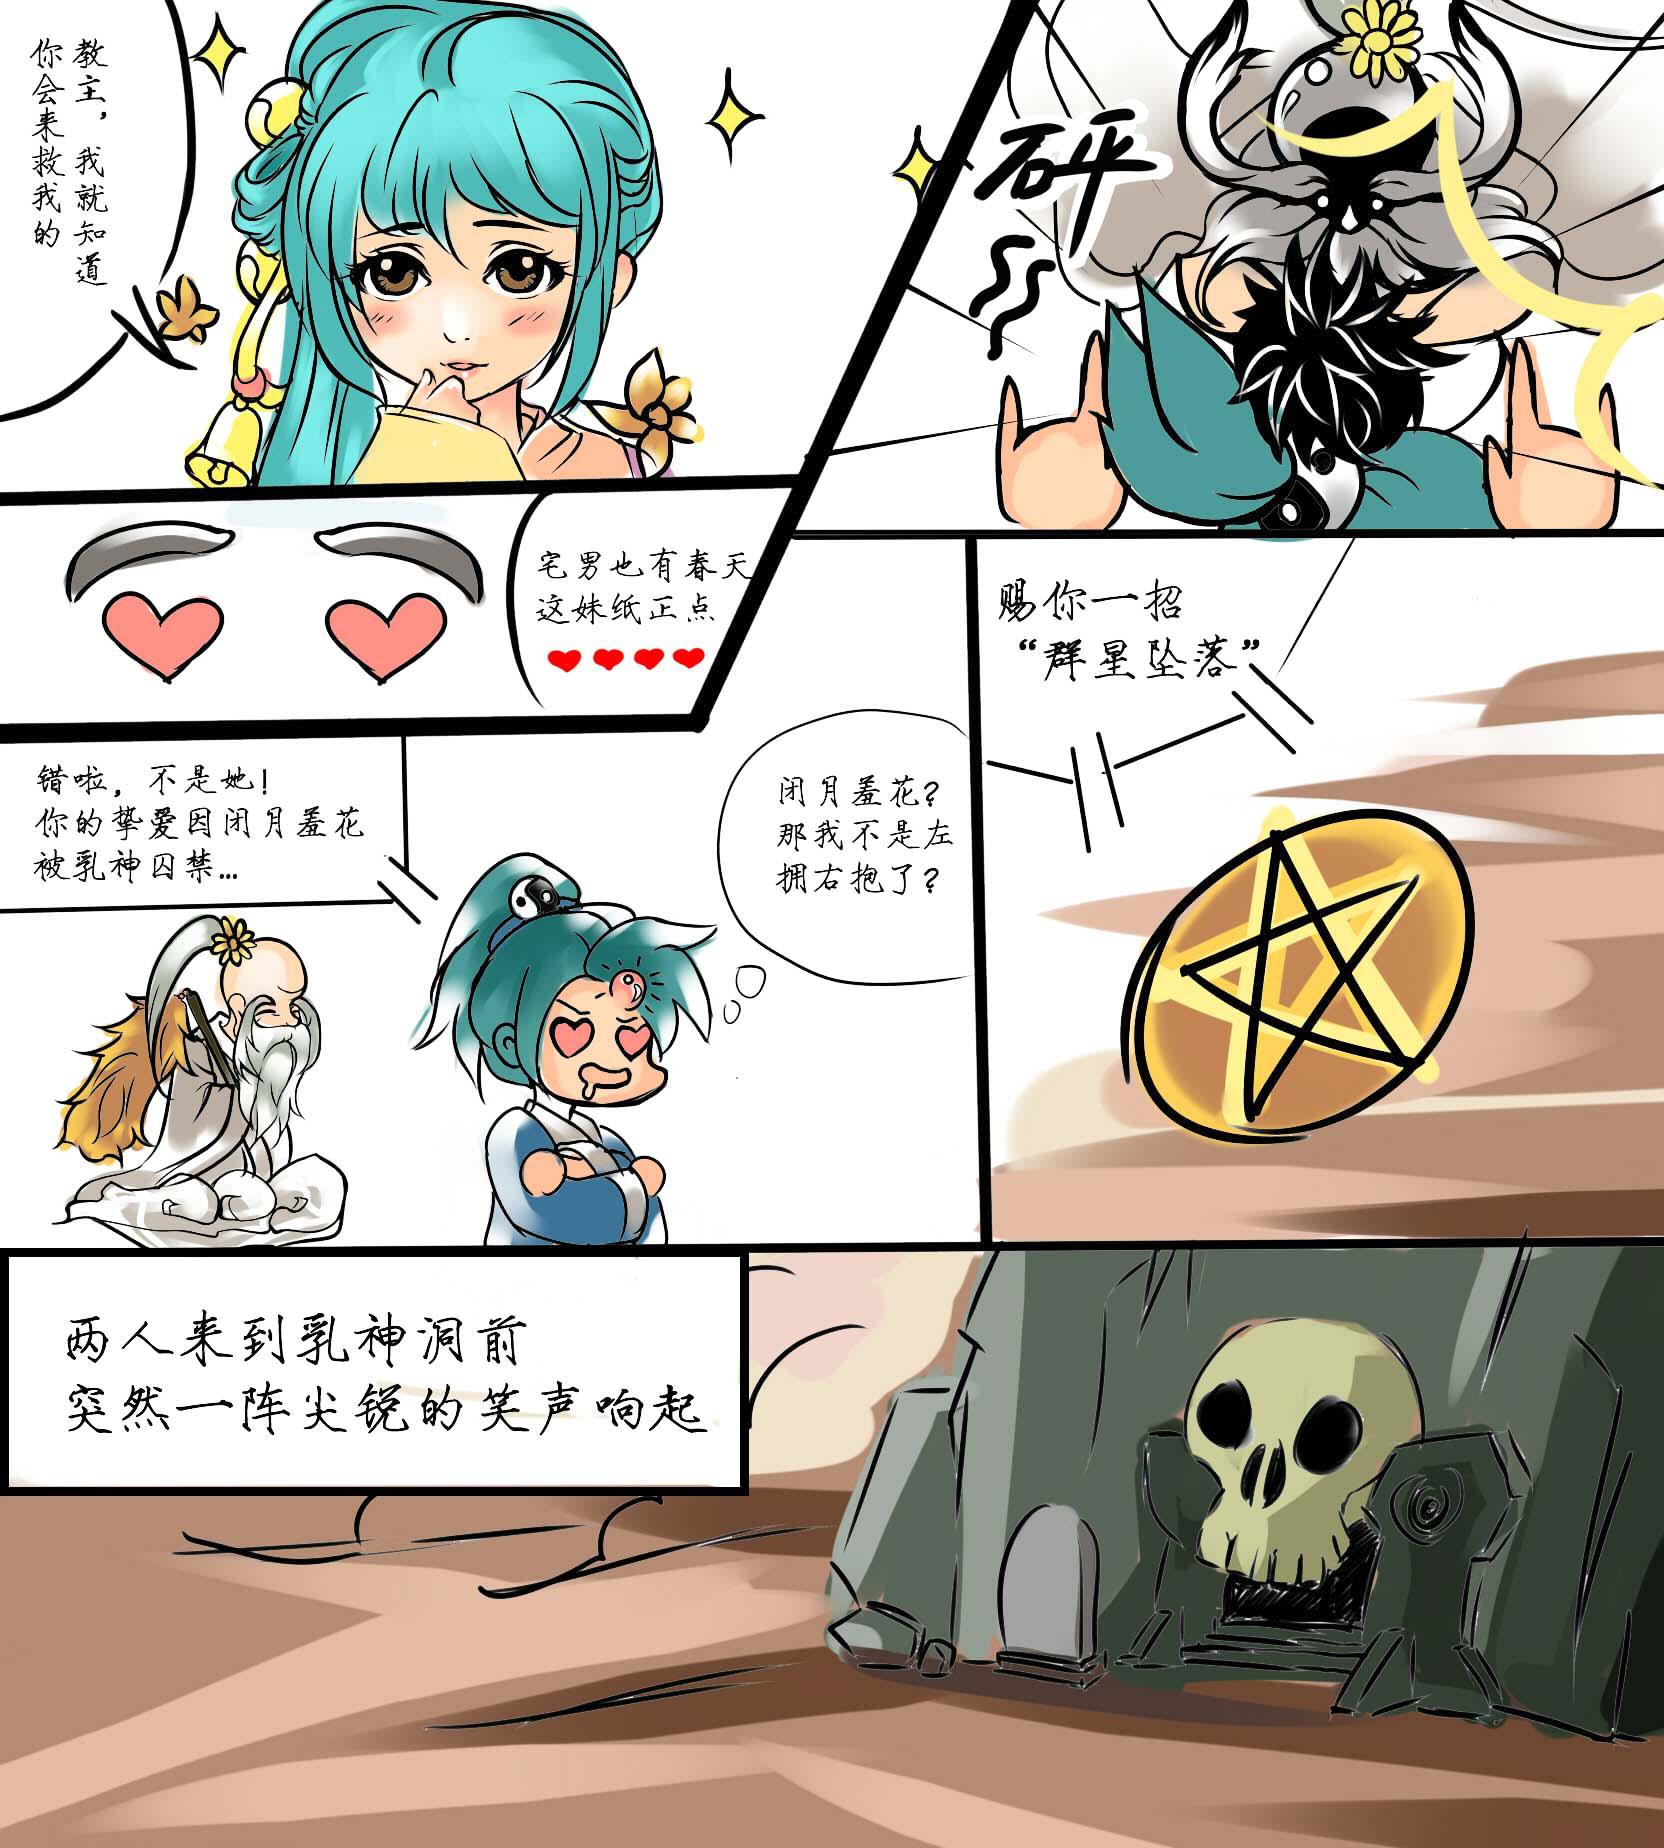 教主，我就知道
你会来救我的
砰
宅男也有春天
这妹纸正点
错啦，不是她！
你的挚爱因闭月羞花
被乳神囚禁…
闭月羞花？
那我不是左
拥右抱了？
赐你一招
“群星坠落”
两人来到乳神洞前
突然一阵尖锐的笑声响起